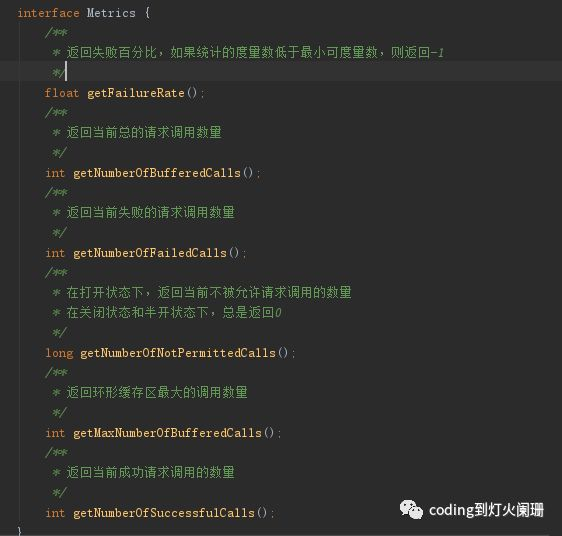 interface Metrics {
/**
* 返回失败百分比，如果统计的度量数低于最小可度量数，则返回-1
*/
float getFailureRate();
/**
* 返回当前总的请求调用数量
*/
int getNumberOfBufferedCalls();
/**
* 返回当前失败的请求调用数量
*/
int getNumberOfFailedCalls();
/**
* 在打开状态下，返回当前不被允许请求调用的数量
* 在关闭状态和半开状态下，总是返回0
*/
long getNumberOfNotPermittedCalls();
/**
* 返回环形缓存区最大的调用数量
*/
int getMaxNumberOfBufferedCalls();
/**
* 返回当前成功请求调用的数量
*/
int getNumberOfSuccessfulCalls();
}
coding到灯火阑珊